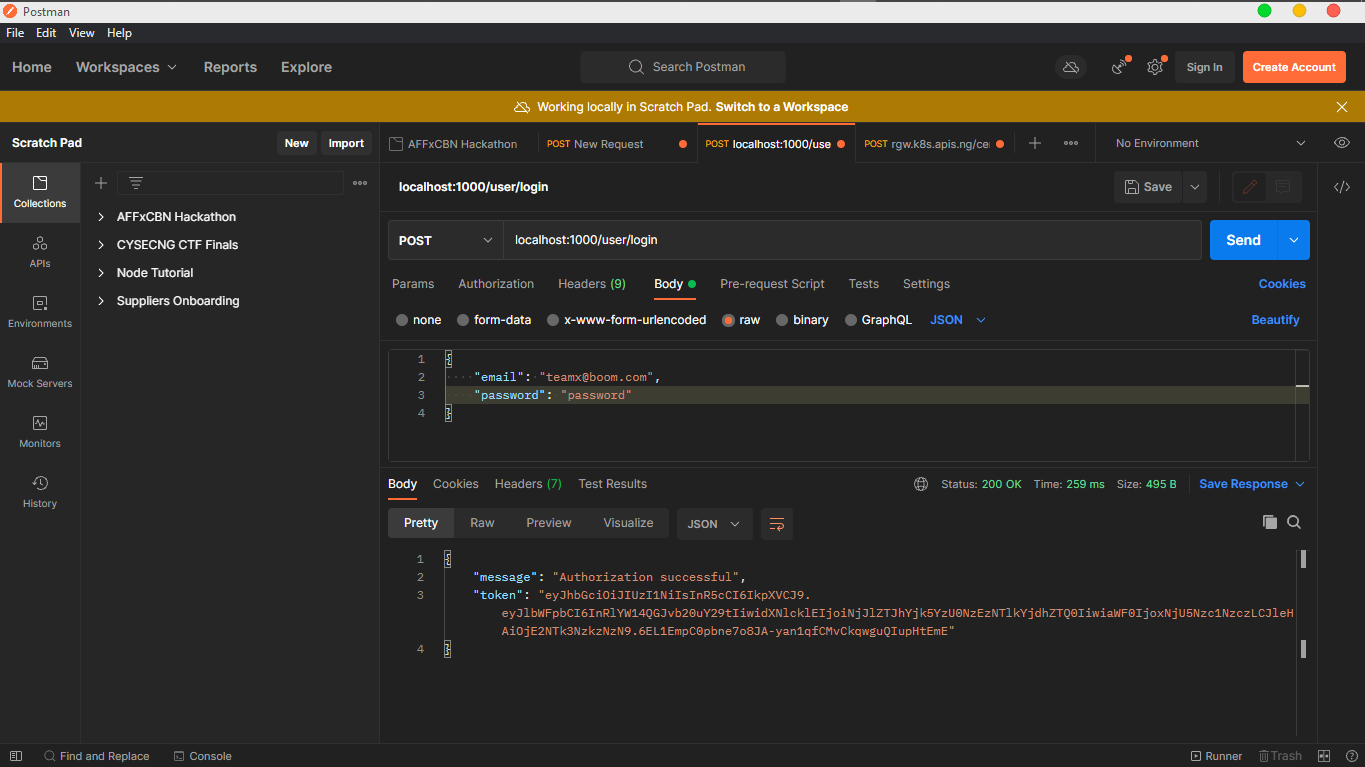 Postman
File Edit View Help
Home Workspaces Reports Explore Search Postman Sign In Create Account
Working locally in Scratch Pad. Switch to a Workspace
Scratch Pad New Import AFFxCBN Hackathon POST New Request POST localhost:1000/use POST rgw.k8s.apis.ng/cer No Environment
Collections
APIs
Environments
Mock Servers
Monitors
History
AFFxCBN Hackathon
CYSECNG CTF Finals
Node Tutorial
Suppliers Onboarding
localhost:1000/user/login Save
POST localhost:1000/user/login Send
Params Authorization Headers (9) Body Pre-request Script Tests Settings Cookies
none form-data x-www-form-urlencoded raw binary GraphQL JSON Beautify
1 {
2 "email": "teamx@boom.com",
3 "password": "password"
4 }
Body Cookies Headers (7) Test Results Status: 200 OK Time: 259 ms Size: 495 B Save Response
Pretty Raw Preview Visualize JSON
1 {
2 "message": "Authorization successful",
3 "token": "eyJhbGciOiJIUzI1NiIsInR5cCI6IkpXVCJ9.
eyJlbWFpbCI6InRlYW14QGJvb20uY29tIiwidXNlcklEIjoiNjJlZTJhYjk5YzU0NzEzNTlkYjdhZTQ0IiwiaWF0IjoxNjU5Nzc1NzczLCJleH
AiOjE2NTk3NzkzNzN9.6EL1EmpC0pbne7o8JA-yan1qfCMvCkqwguQIupHtEmE"
4 }
Find and Replace Console Runner Trash